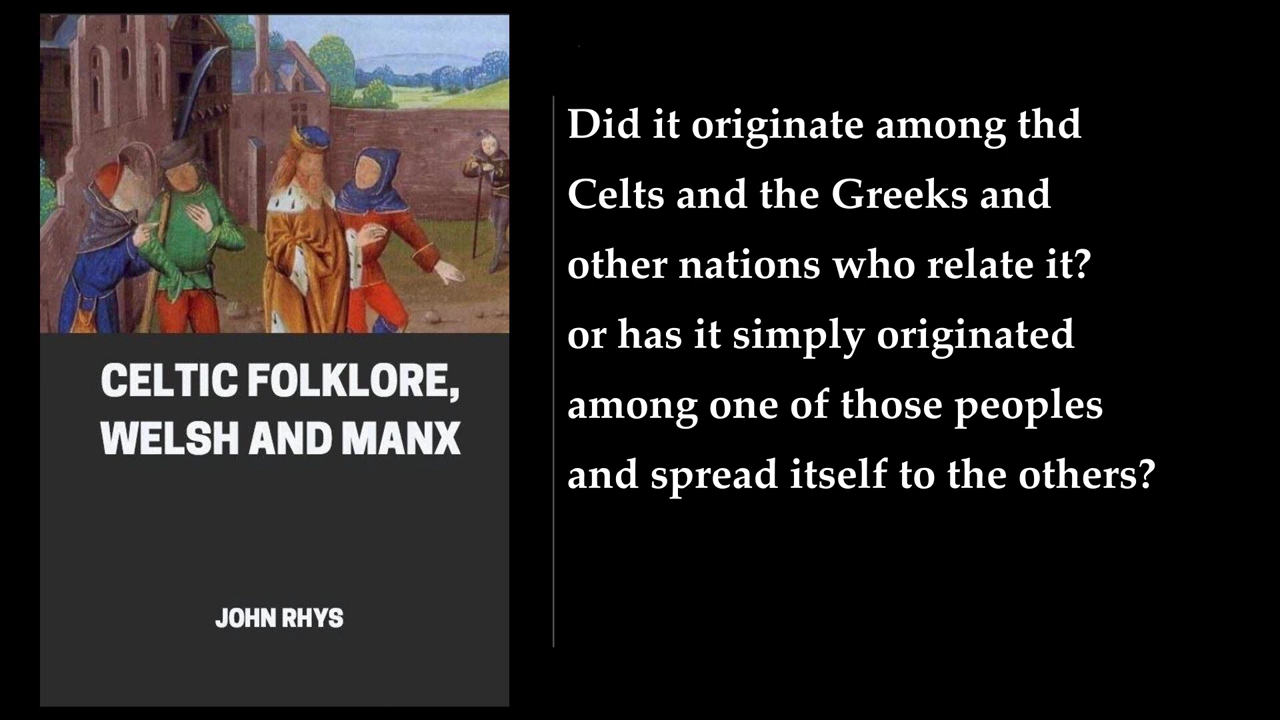 CELTIC FOLKLORE,
WELSH AND MANX
JOHN RHYS
Did it originate among thd
Celts and the Greeks and
other nations who relate it?
or has it simply originated
among one of those peoples
and spread itself to the others?